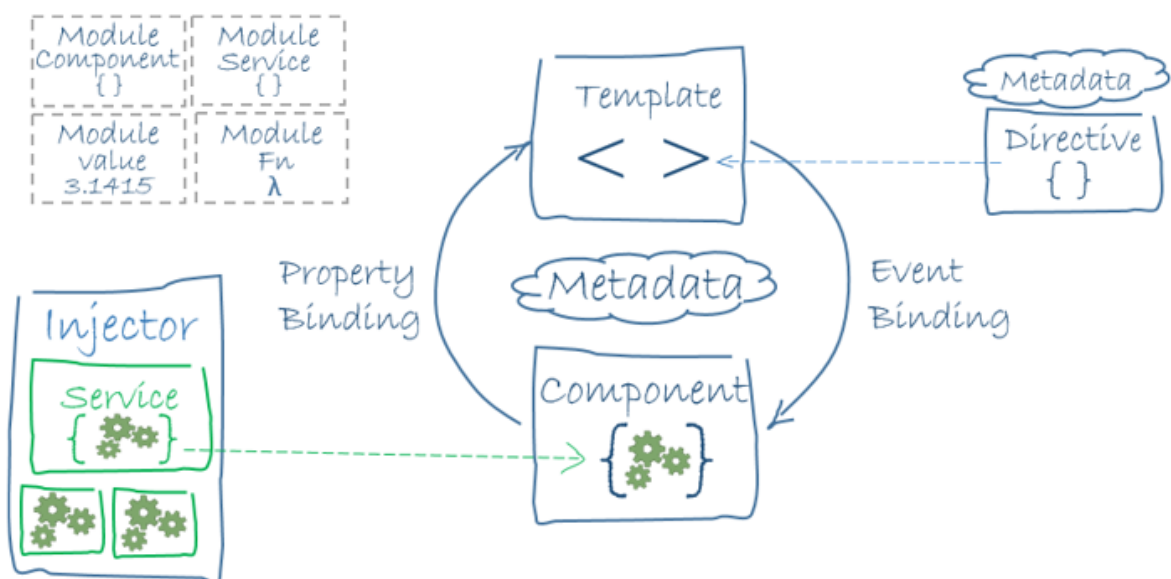 Module
Component
{ }
Module
Service
{ }
Module
value
3.1415
Module
Fn
λ
Template
< >
Metadata
Directive
{ }
Property
Binding
Metadata
Event
Binding
Injector
Service
{ }
Component
{ }